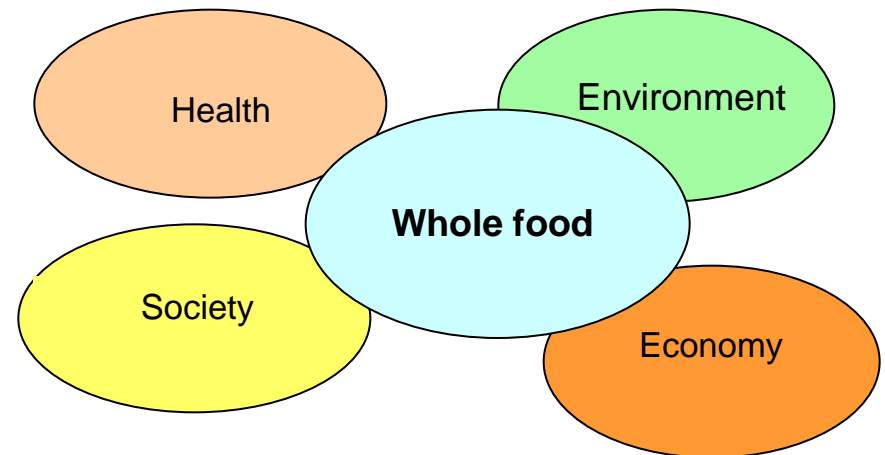 Health
Environment
Whole food
Society
Economy